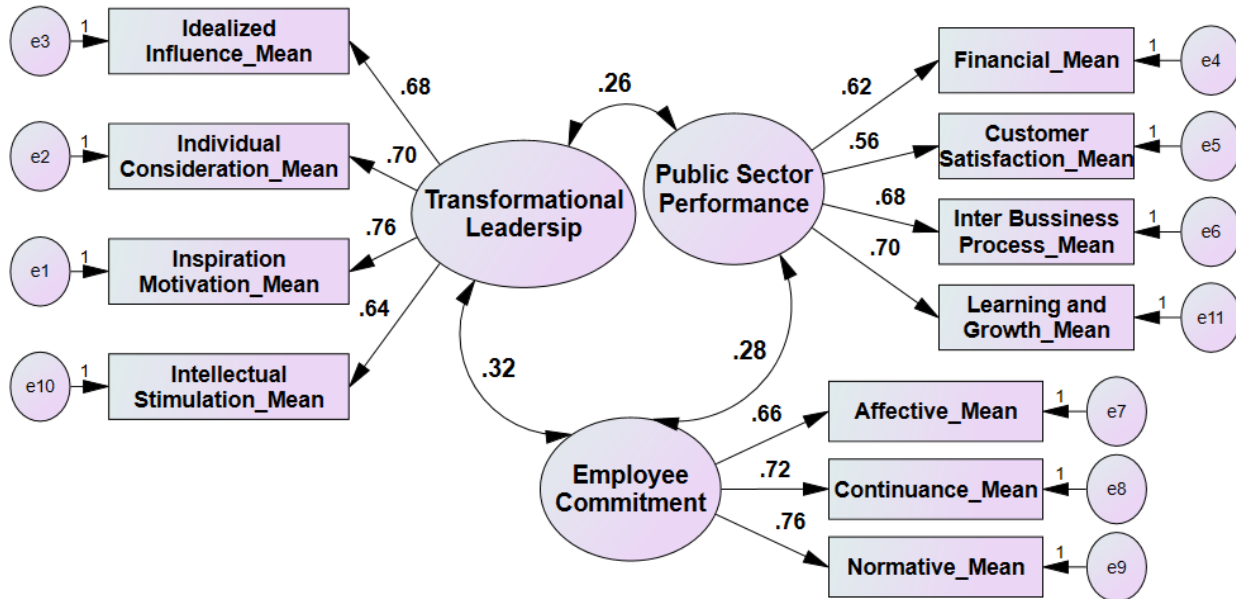 e3
1
Idealized
Influence_Mean
.68
e2
1
Individual
Consideration_Mean
.70
e1
1
Inspiration
Motivation_Mean
.76
e10
1
Intellectual
Stimulation_Mean
.64
Transformational
Leadersip
.26
Public Sector
Performance
.62
Financial_Mean
1
e4
.56
Customer
Satisfaction_Mean
1
e5
.68
Inter Bussiness
Process_Mean
1
e6
.70
Learning and
Growth_Mean
1
e11
.32
.28
Employee
Commitment
.66
Affective_Mean
1
e7
.72
Continuance_Mean
1
e8
.76
Normative_Mean
1
e9